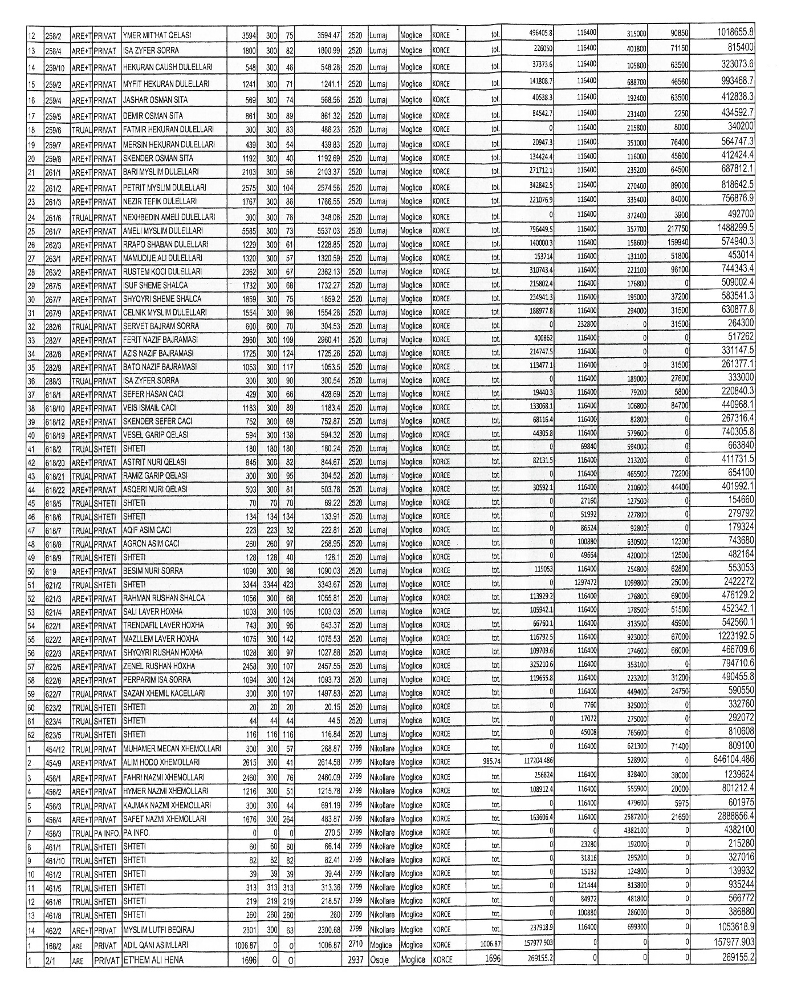 12 258/2 ARE+T PRIVAT YMER MIT'HAT QELASI 3594 300 75 3594.47 2520 Lumaj Moglice KORCE tot. 496405.8 116400 315000 90850 1018655.8
13 258/4 ARE+T PRIVAT ISA ZYFER SORRA 1800 300 82 1800.99 2520 Lumaj Moglice KORCE tot. 226050 116400 401800 71150 815400
14 259/10 ARE+T PRIVAT HEKURAN CAUSH DULELLARI 548 300 46 548.28 2520 Lumaj Moglice KORCE tot. 37373.6 116400 105800 63500 323073.6
15 259/2 ARE+T PRIVAT MYFIT HEKURAN DULELLARI 1241 300 71 1241.1 2520 Lumaj Moglice KORCE tot. 141808.7 116400 688700 46560 993468.7
16 259/4 ARE+T PRIVAT JASHAR OSMAN SITA 569 300 74 568.56 2520 Lumaj Moglice KORCE tot. 40538.3 116400 192400 63500 412838.3
17 259/5 ARE+T PRIVAT DEMIR OSMAN SITA 861 300 89 861.32 2520 Lumaj Moglice KORCE tot. 84542.7 116400 231400 2250 434592.7
18 259/6 TRUAL PRIVAT FATMIR HEKURAN DULELLARI 300 300 83 486.23 2520 Lumaj Moglice KORCE tot. 0 116400 215800 8000 340200
19 259/7 ARE+T PRIVAT MERSIN HEKURAN DULELLARI 439 300 54 439.83 2520 Lumaj Moglice KORCE tot. 20947.3 116400 351000 76400 564747.3
20 259/8 ARE+T PRIVAT SKENDER OSMAN SITA 1192 300 40 1192.69 2520 Lumaj Moglice KORCE tot. 134424.4 116400 116000 45600 412424.4
21 261/1 ARE+T PRIVAT BARI MYSLIM DULELLARI 2103 300 56 2103.37 2520 Lumaj Moglice KORCE tot. 271712.1 116400 235200 64500 687812.1
22 261/2 ARE+T PRIVAT PETRIT MYSLIM DULELLARI 2575 300 104 2574.56 2520 Lumaj Moglice KORCE tot. 342842.5 116400 270400 89000 818642.5
23 261/3 ARE+T PRIVAT NEZIR TEFIK DULELLARI 1767 300 86 1766.55 2520 Lumaj Moglice KORCE tot. 221076.9 116400 335400 84000 756876.9
24 261/6 TRUAL PRIVAT NEXHBEDIN AMELI DULELLARI 300 300 76 348.06 2520 Lumaj Moglice KORCE tot. 0 116400 372400 3900 492700
25 261/7 ARE+T PRIVAT AMELI MYSLIM DULELLARI 5585 300 73 5537.03 2520 Lumaj Moglice KORCE tot. 796449.5 116400 357700 217750 1488299.5
26 262/3 ARE+T PRIVAT RRAPO SHABAN DULELLARI 1229 300 61 1228.85 2520 Lumaj Moglice KORCE tot. 140000.3 116400 158600 159940 574940.3
27 263/1 ARE+T PRIVAT MAMUDIJE ALI DULELLARI 1320 300 57 1320.59 2520 Lumaj Moglice KORCE tot. 153714 116400 131100 51800 453014
28 263/2 ARE+T PRIVAT RUSTEM KOCI DULELLARI 2362 300 67 2362.13 2520 Lumaj Moglice KORCE tot. 310743.4 116400 221100 96100 744343.4
29 267/5 ARE+T PRIVAT ISUF SHEME SHALCA 1732 300 68 1732.27 2520 Lumaj Moglice KORCE tot. 215802.4 116400 176800 0 509002.4
30 267/7 ARE+T PRIVAT SHYQYRI SHEME SHALCA 1859 300 75 1859.2 2520 Lumaj Moglice KORCE tot. 234941.3 116400 195000 37200 583541.3
31 267/9 ARE+T PRIVAT CELNIK MYSLIM DULELLARI 1554 300 98 1554.28 2520 Lumaj Moglice KORCE tot. 188977.8 116400 294000 31500 630877.8
32 282/6 TRUAL PRIVAT SERVET BAJRAM SORRA 600 600 70 304.53 2520 Lumaj Moglice KORCE tot. 0 232800 0 31500 264300
33 282/7 ARE+T PRIVAT FERIT NAZIF BAJRAMASI 2960 300 109 2960.41 2520 Lumaj Moglice KORCE tot. 400862 116400 0 0 517262
34 282/8 ARE+T PRIVAT AZIS NAZIF BAJRAMASI 1725 300 124 1725.26 2520 Lumaj Moglice KORCE tot. 214747.5 116400 0 0 331147.5
35 282/9 ARE+T PRIVAT BATO NAZIF BAJRAMASI 1053 300 117 1053.5 2520 Lumaj Moglice KORCE tot. 113477.1 116400 0 31500 261377.1
36 288/3 TRUAL PRIVAT ISA ZYFER SORRA 300 300 90 300.54 2520 Lumaj Moglice KORCE tot. 0 116400 189000 27600 333000
37 618/1 ARE+T PRIVAT SEFER HASAN CACI 429 300 66 428.69 2520 Lumaj Moglice KORCE tot. 19440.3 116400 79200 5800 220840.3
38 618/10 ARE+T PRIVAT VEIS ISMAIL CACI 1183 300 89 1183.4 2520 Lumaj Moglice KORCE tot. 133068.1 116400 106800 84700 440968.1
39 618/12 ARE+T PRIVAT SKENDER SEFER CACI 752 300 69 752.87 2520 Lumaj Moglice KORCE tot. 68116.4 116400 82800 0 267316.4
40 618/19 ARE+T PRIVAT VESEL GARIP QELASI 594 300 138 594.32 2520 Lumaj Moglice KORCE tot. 44305.8 116400 579600 0 740305.8
41 618/2 TRUAL SHTETI SHTETI 180 180 180 180.24 2520 Lumaj Moglice KORCE tot. 0 69840 594000 0 663840
42 618/20 ARE+T PRIVAT ASTRIT NURI QELASI 845 300 82 844.67 2520 Lumaj Moglice KORCE tot. 82131.5 116400 213200 0 411731.5
43 618/21 TRUAL PRIVAT RAMIZ GARIP QELASI 300 300 95 304.52 2520 Lumaj Moglice KORCE tot. 0 116400 465500 72200 654100
44 618/22 ARE+T PRIVAT ASQERI NURI QELASI 503 300 81 503.78 2520 Lumaj Moglice KORCE tot. 30592.1 116400 210600 44400 401992.1
45 618/5 TRUAL SHTETI SHTETI 70 70 70 69.22 2520 Lumaj Moglice KORCE tot. 0 27160 127500 0 154660
46 618/6 TRUAL SHTETI SHTETI 134 134 134 133.91 2520 Lumaj Moglice KORCE tot. 0 51992 227800 0 279792
47 618/7 TRUAL PRIVAT AQIF ASIM CACI 223 223 32 222.81 2520 Lumaj Moglice KORCE tot. 0 86524 92800 0 179324
48 618/8 TRUAL PRIVAT AGRON ASIM CACI 260 260 97 258.95 2520 Lumaj Moglice KORCE tot. 0 100880 630500 12300 743680
49 618/9 TRUAL SHTETI SHTETI 128 128 40 128.1 2520 Lumaj Moglice KORCE tot. 0 49664 420000 12500 482164
50 619 ARE+T PRIVAT BESIM NURI SORRA 1090 300 98 1090.03 2520 Lumaj Moglice KORCE tot. 119053 116400 254800 62800 553053
51 621/2 TRUAL SHTETI SHTETI 3344 3344 423 3343.67 2520 Lumaj Moglice KORCE tot. 0 1297472 1099800 25000 2422272
52 621/3 ARE+T PRIVAT RAHMAN RUSHAN SHALCA 1056 300 68 1055.81 2520 Lumaj Moglice KORCE tot. 113929.2 116400 176800 69000 476129.2
53 621/4 ARE+T PRIVAT SALI LAVER HOXHA 1003 300 105 1003.03 2520 Lumaj Moglice KORCE tot. 105942.1 116400 178500 51500 452342.1
54 622/1 ARE+T PRIVAT TRENDAFIL LAVER HOXHA 743 300 95 643.37 2520 Lumaj Moglice KORCE tot. 66760.1 116400 313500 45900 542560.1
55 622/2 ARE+T PRIVAT MAZLLEM LAVER HOXHA 1075 300 142 1075.53 2520 Lumaj Moglice KORCE tot. 116792.5 116400 923000 67000 1223192.5
56 622/3 ARE+T PRIVAT SHYQYRI RUSHAN HOXHA 1028 300 97 1027.88 2520 Lumaj Moglice KORCE tot. 109709.6 116400 174600 66000 466709.6
57 622/5 ARE+T PRIVAT ZENEL RUSHAN HOXHA 2458 300 107 2457.55 2520 Lumaj Moglice KORCE tot. 325210.6 116400 353100 0 794710.6
58 622/6 ARE+T PRIVAT PERPARIM ISA SORRA 1094 300 124 1093.73 2520 Lumaj Moglice KORCE tot. 119655.8 116400 223200 31200 490455.8
59 622/7 TRUAL PRIVAT SAZAN XHEMIL KACELLARI 300 300 107 1497.83 2520 Lumaj Moglice KORCE tot. 0 116400 449400 24750 590550
60 623/2 TRUAL SHTETI SHTETI 20 20 20 20.15 2520 Lumaj Moglice KORCE tot. 0 7760 325000 0 332760
61 623/4 TRUAL SHTETI SHTETI 44 44 44 44.5 2520 Lumaj Moglice KORCE tot. 0 17072 275000 0 292072
62 623/5 TRUAL SHTETI SHTETI 116 116 116 116.84 2520 Lumaj Moglice KORCE tot. 0 45008 765600 0 810608
1 454/12 TRUAL PRIVAT MUHAMER MECAN XHEMOLLARI 300 300 57 268.87 2799 Nikollare Moglice KORCE tot. 0 116400 621300 71400 809100
2 454/9 ARE+T PRIVAT ALIM HODO XHEMOLLARI 2615 300 41 2614.58 2799 Nikollare Moglice KORCE 985.74 117204.486 528900 0 646104.486
3 456/1 ARE+T PRIVAT FAHRI NAZMI XHEMOLLARI 2460 300 76 2460.09 2799 Nikollare Moglice KORCE tot. 256824 116400 828400 38000 1239624
4 456/2 ARE+T PRIVAT HYMER NAZMI XHEMOLLARI 1216 300 51 1215.78 2799 Nikollare Moglice KORCE tot. 108912.4 116400 555900 20000 801212.4
5 456/3 TRUAL PRIVAT KAJMAK NAZMI XHEMOLLARI 300 300 44 691.19 2799 Nikollare Moglice KORCE tot. 0 116400 479600 5975 601975
6 456/4 ARE+T PRIVAT SAFET NAZMI XHEMOLLARI 1676 300 264 483.87 2799 Nikollare Moglice KORCE tot. 163606.4 116400 2587200 21650 2888856.4
7 458/3 TRUAL PA INFO. PA INFO. 0 0 0 270.5 2799 Nikollare Moglice KORCE tot. 0 0 4382100 0 4382100
8 461/1 TRUAL SHTETI SHTETI 60 60 60 66.14 2799 Nikollare Moglice KORCE tot. 0 23280 192000 0 215280
9 461/10 TRUAL SHTETI SHTETI 82 82 82 82.41 2799 Nikollare Moglice KORCE tot. 0 31816 295200 0 327016
10 461/2 TRUAL SHTETI SHTETI 39 39 39 39.44 2799 Nikollare Moglice KORCE tot 0 15132 124800 0 139932
11 461/5 TRUAL SHTETI SHTETI 313 313 313 313.36 2799 Nikollare Moglice KORCE tot. 0 121444 813800 0 935244
12 461/6 TRUAL SHTETI SHTETI 219 219 219 218.57 2799 Nikollare Moglice KORCE tot. 0 84972 481800 0 566772
13 461/8 TRUAL SHTETI SHTETI 260 260 260 260 2799 Nikollare Moglice KORCE tot. 0 100880 286000 0 386880
14 462/2 ARE+T PRIVAT MYSLIM LUTFI BEQIRAJ 2301 300 63 2300.68 2799 Nikollare Moglice KORCE tot. 237918.9 116400 699300 0 1053618.9
1 168/2 ARE PRIVAT ADIL QANI ASIMLLARI 1006.87 0 0 1006.87 2710 Moglice Moglice KORCE 1006.87 157977.903 0 0 0 157977.903
1 2/1 ARE PRIVAT ET'HEM ALI HENA 1696 0 0 2937 Osoje Moglice KORCE 1696 269155.2 0 0 0 269155.2